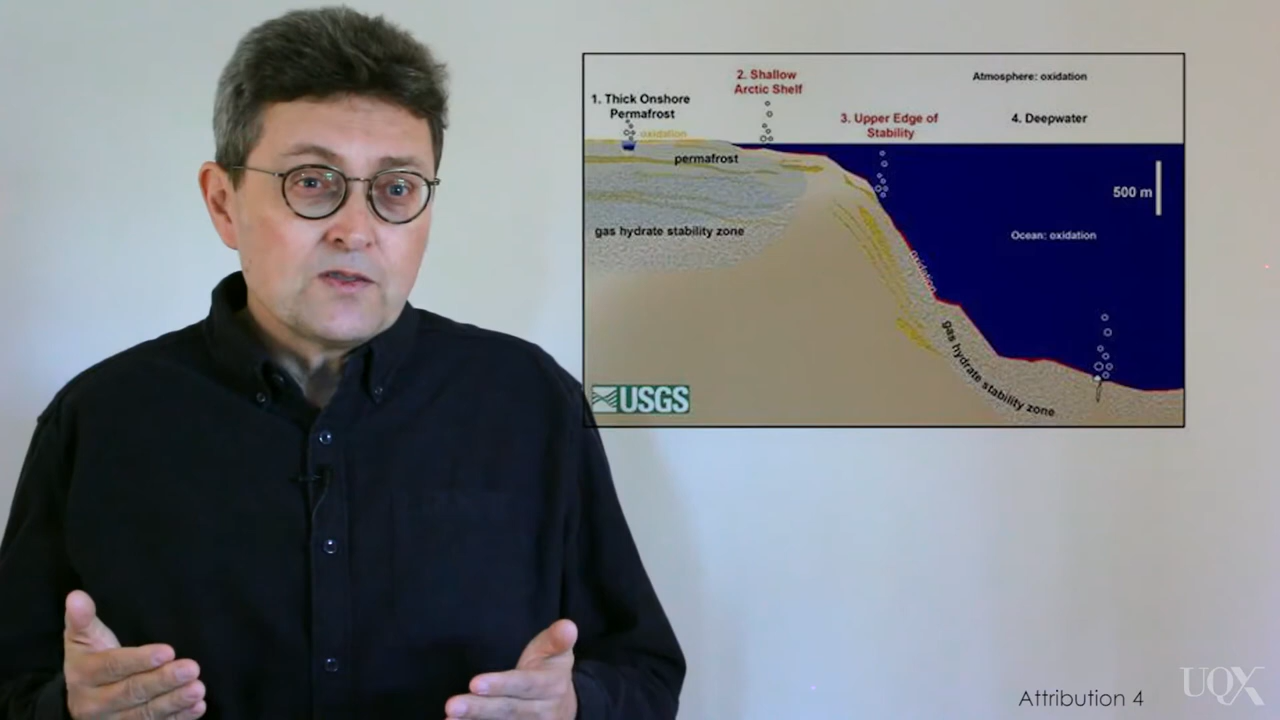 2. Shallow
Arctic Shelf
Atmosphere: oxidation
1. Thick Onshore
Permafrost
3. Upper Edge of
Stability
4. Deepwater
oxidation
permafrost
500 m
gas hydrate stability zone
Ocean: oxidation
oxidation
gas hydrate stability zone
USGS
Attribution 4
UQX